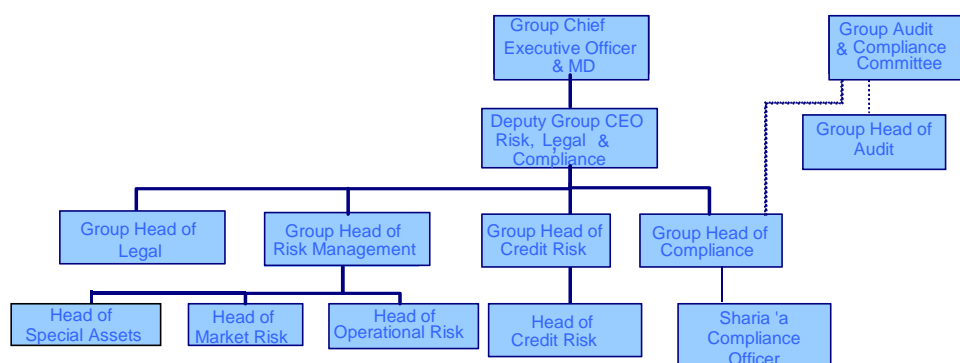 Group Chief
Executive Officer
& MD
Group Audit
& Compliance
Committee
Deputy Group CEO
Risk, Legal &
Compliance
Group Head of
Audit
Group Head of
Legal
Group Head of
Risk Management
Group Head of
Credit Risk
Group Head of
Compliance
Head of
Special Assets
Head of
Market Risk
Head of
Operational Risk
Head of
Credit Risk
Sharia 'a
Compliance
Officer